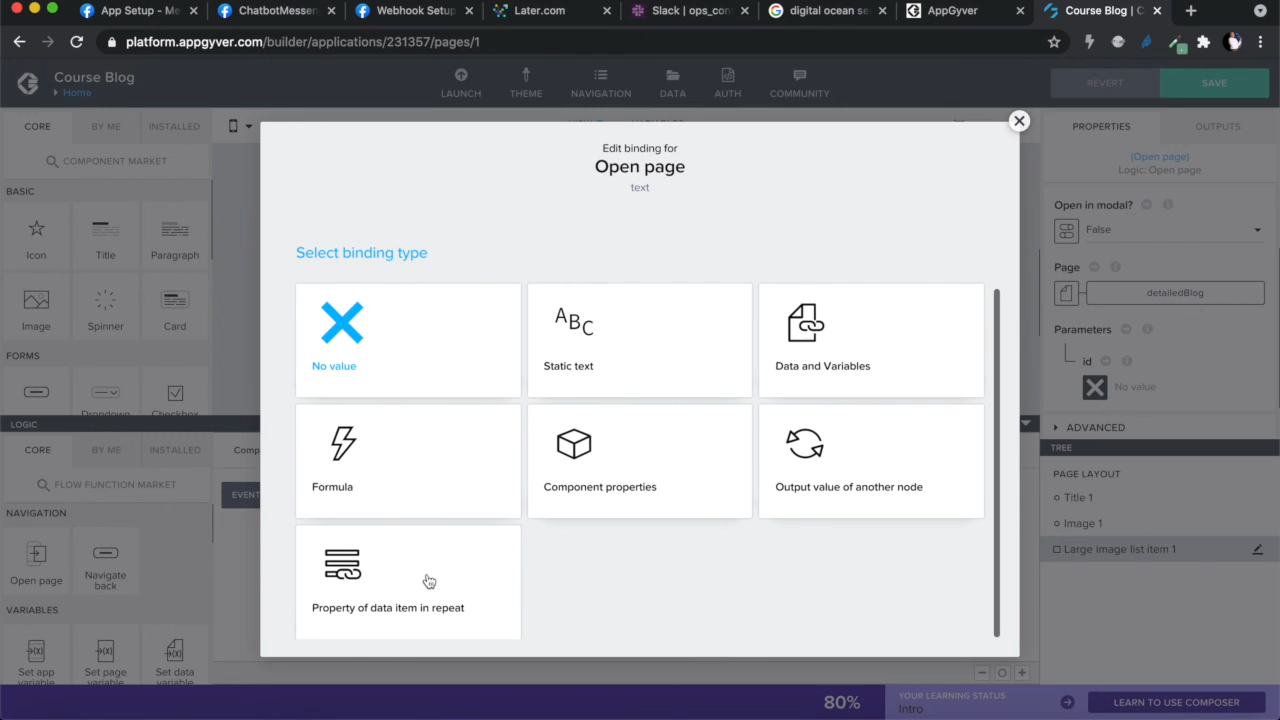 App Setup - Me
ChatbotMessen
Webhook Setup
Later.com
Slack | ops_con
digital ocean se
AppGyver
Course Blog | C
platform.appgyver.com/builder/applications/231357/pages/1
Course Blog
Home
LAUNCH
THEME
NAVIGATION
DATA
AUTH
COMMUNITY
REVERT
SAVE
CORE
BY ME
INSTALLED
COMPONENT MARKET
BASIC
Icon
Title
Paragraph
Image
Spinner
Card
FORMS
Dropdown
Checkbox
LOGIC
CORE
BY ME
INSTALLED
FLOW FUNCTION MARKET
NAVIGATION
Open page
Navigate
back
VARIABLES
Set app
variable
Set page
variable
Set data
variable
Comp
EVENT
Edit binding for
Open page
text
Select binding type
No value
ABC
Static text
Data and Variables
Formula
Component properties
Output value of another node
Property of data item in repeat
PROPERTIES
OUTPUTS
(Open page)
Logic: Open page
Open in modal?
False
Page
detailedBlog
Parameters
id
No value
ADVANCED
TREE
PAGE LAYOUT
Title 1
Image 1
Large image list item 1
80%
YOUR LEARNING STATUS
Intro
LEARN TO USE COMPOSER